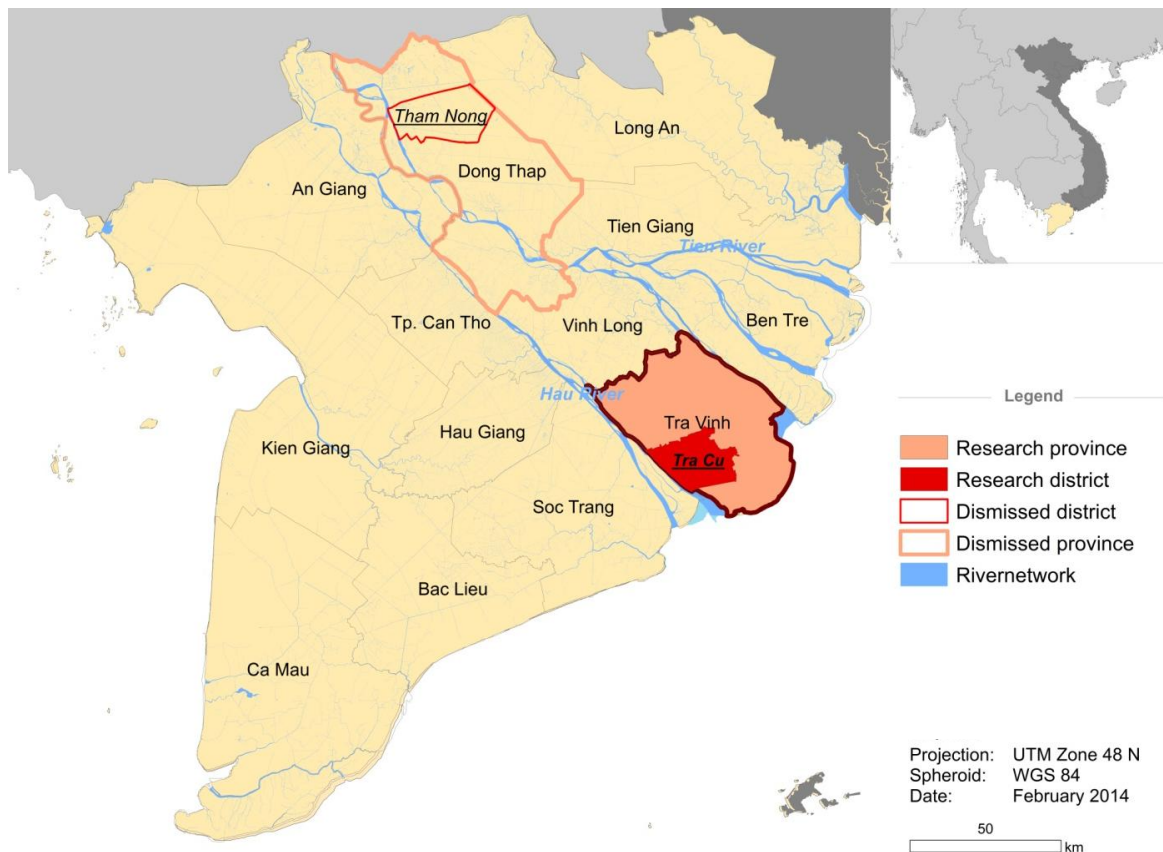 Tham Nong
Long An
Dong Thap
An Giang
Tien Giang
Tien River
Tp. Can Tho
Vinh Long
Ben Tre
Hau River
Tra Vinh
Hau Giang
Kien Giang
Tra Cu
Soc Trang
Bac Lieu
Ca Mau
Legend
Research province
Research district
Dismissed district
Dismissed province
Rivernetwork
Projection: UTM Zone 48 N
Spheroid: WGS 84
Date: February 2014
50
km